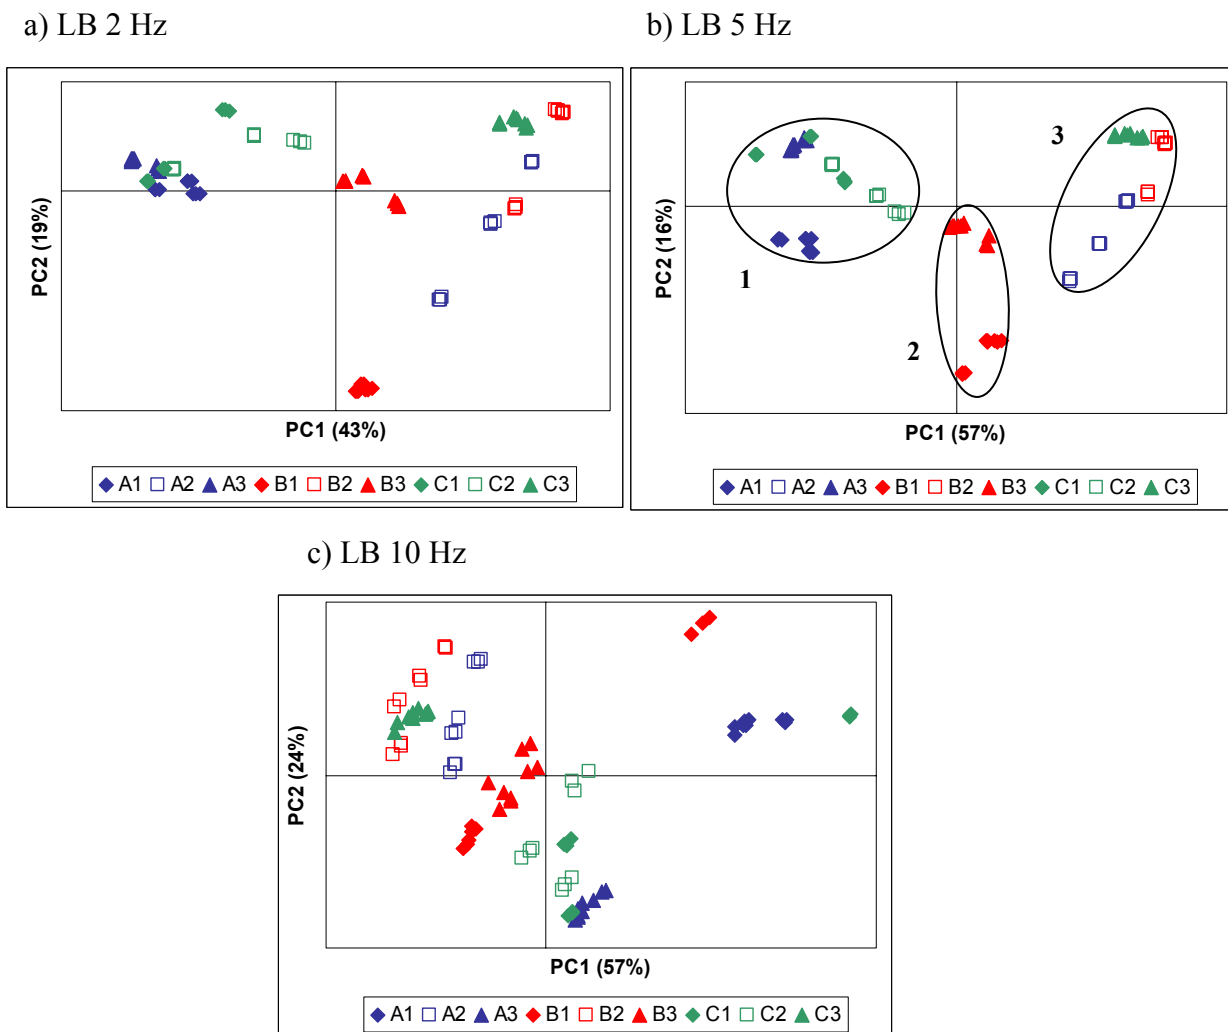 a) LB 2 Hz
PC2 (19%)
PC1 (43%)
A1 A2 A3 B1 B2 B3 C1 C2 C3
b) LB 5 Hz
1
2
3
PC2 (16%)
PC1 (57%)
A1 A2 A3 B1 B2 B3 C1 C2 C3
c) LB 10 Hz
PC2 (24%)
PC1 (57%)
A1 A2 A3 B1 B2 B3 C1 C2 C3